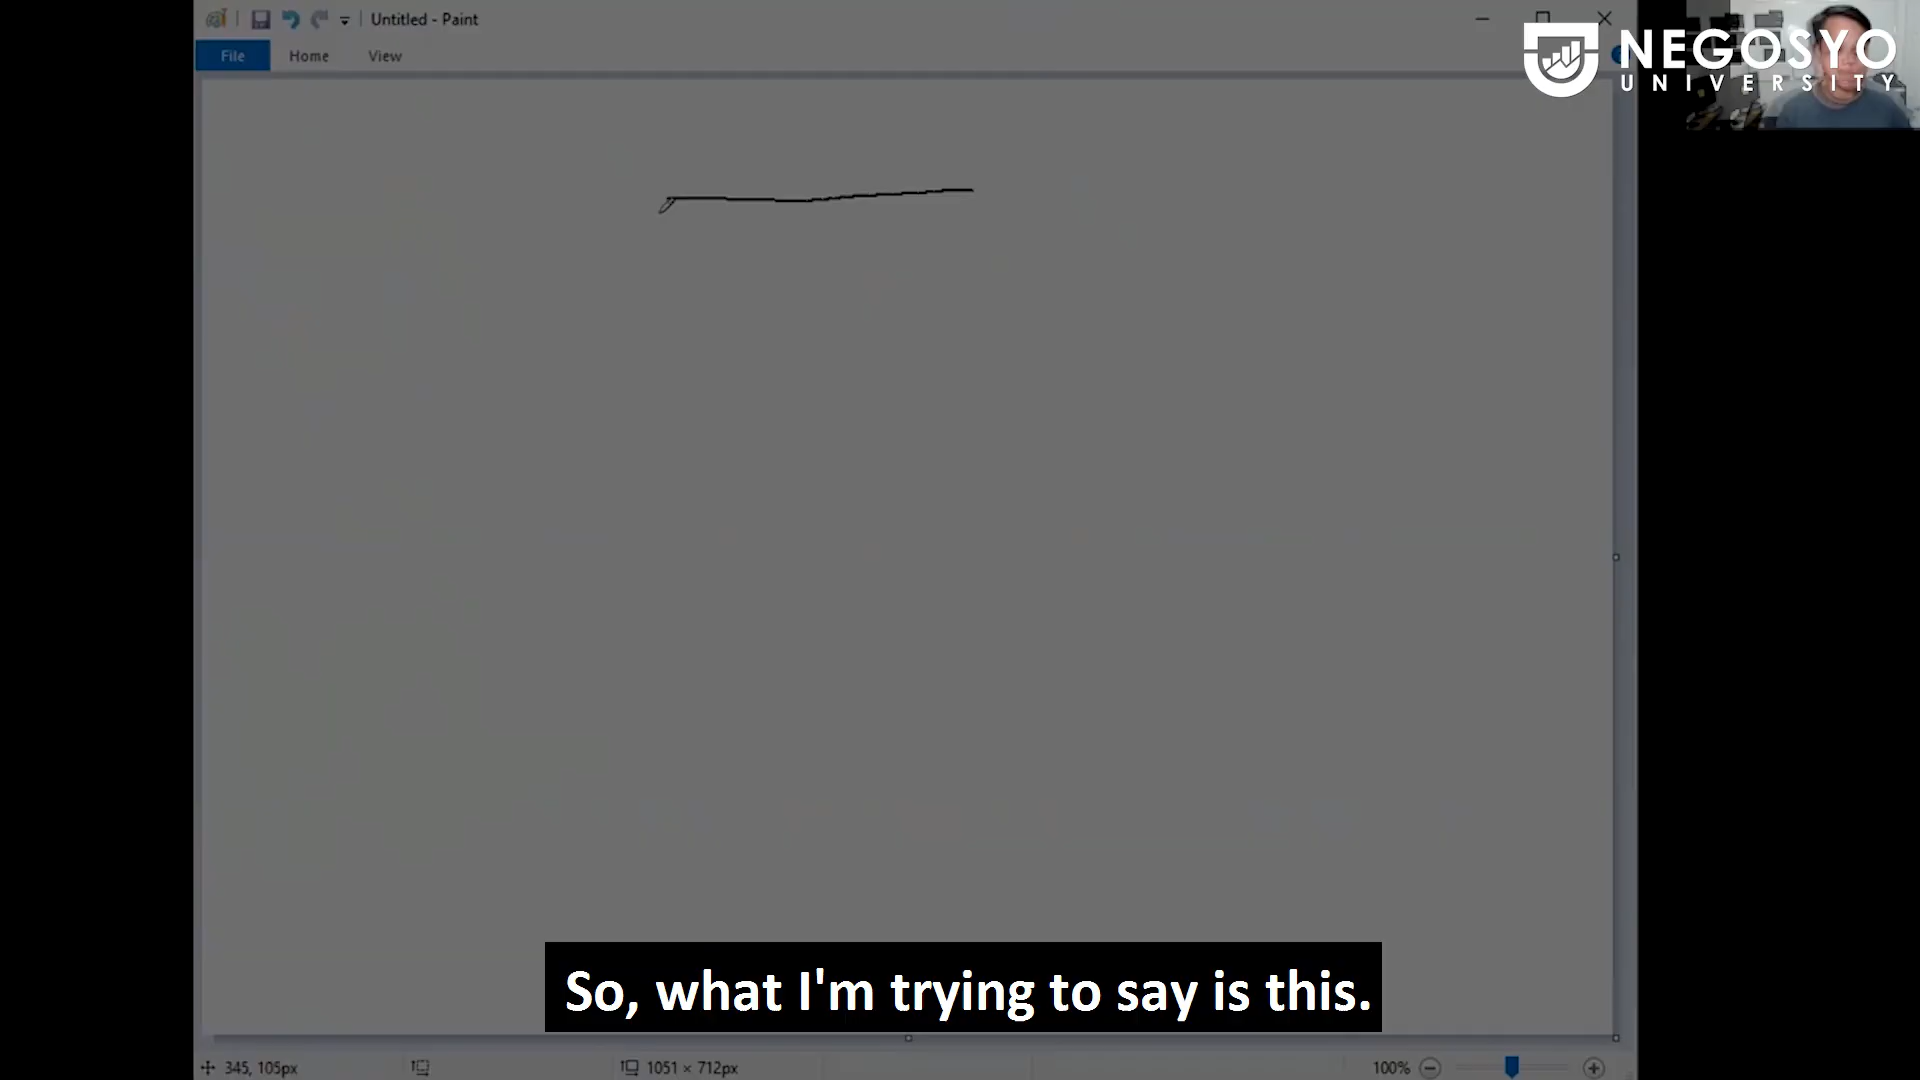 Untitled - Paint
File Home View
NEGOSYO
UNIVERSITY
So, what I'm trying to say is this.
345, 105px
1051 × 712px
100%